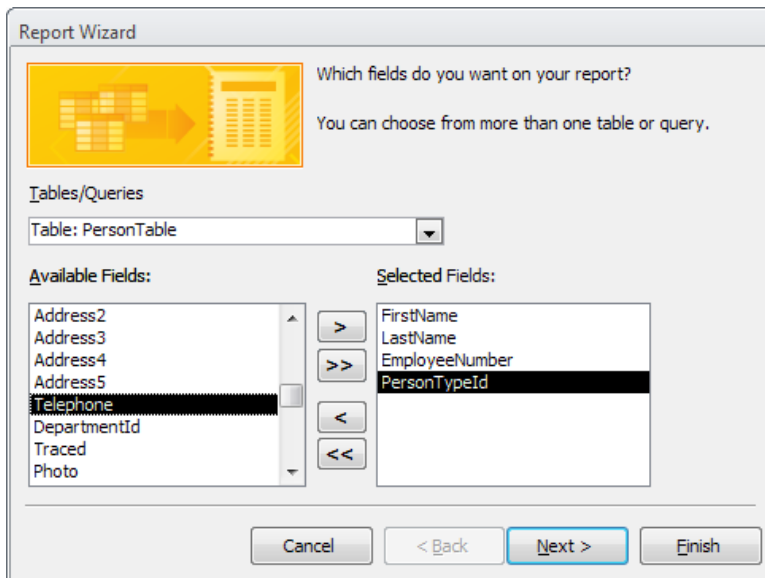 Report Wizard
Which fields do you want on your report?
You can choose from more than one table or query.
Tables/Queries
Table: PersonTable
Available Fields:
Selected Fields:
Address2
Address3
Address4
Address5
Telephone
DepartmentId
Traced
Photo
>
>>
<
<<
FirstName
LastName
EmployeeNumber
PersonTypeId
Cancel
< Back
Next >
Finish